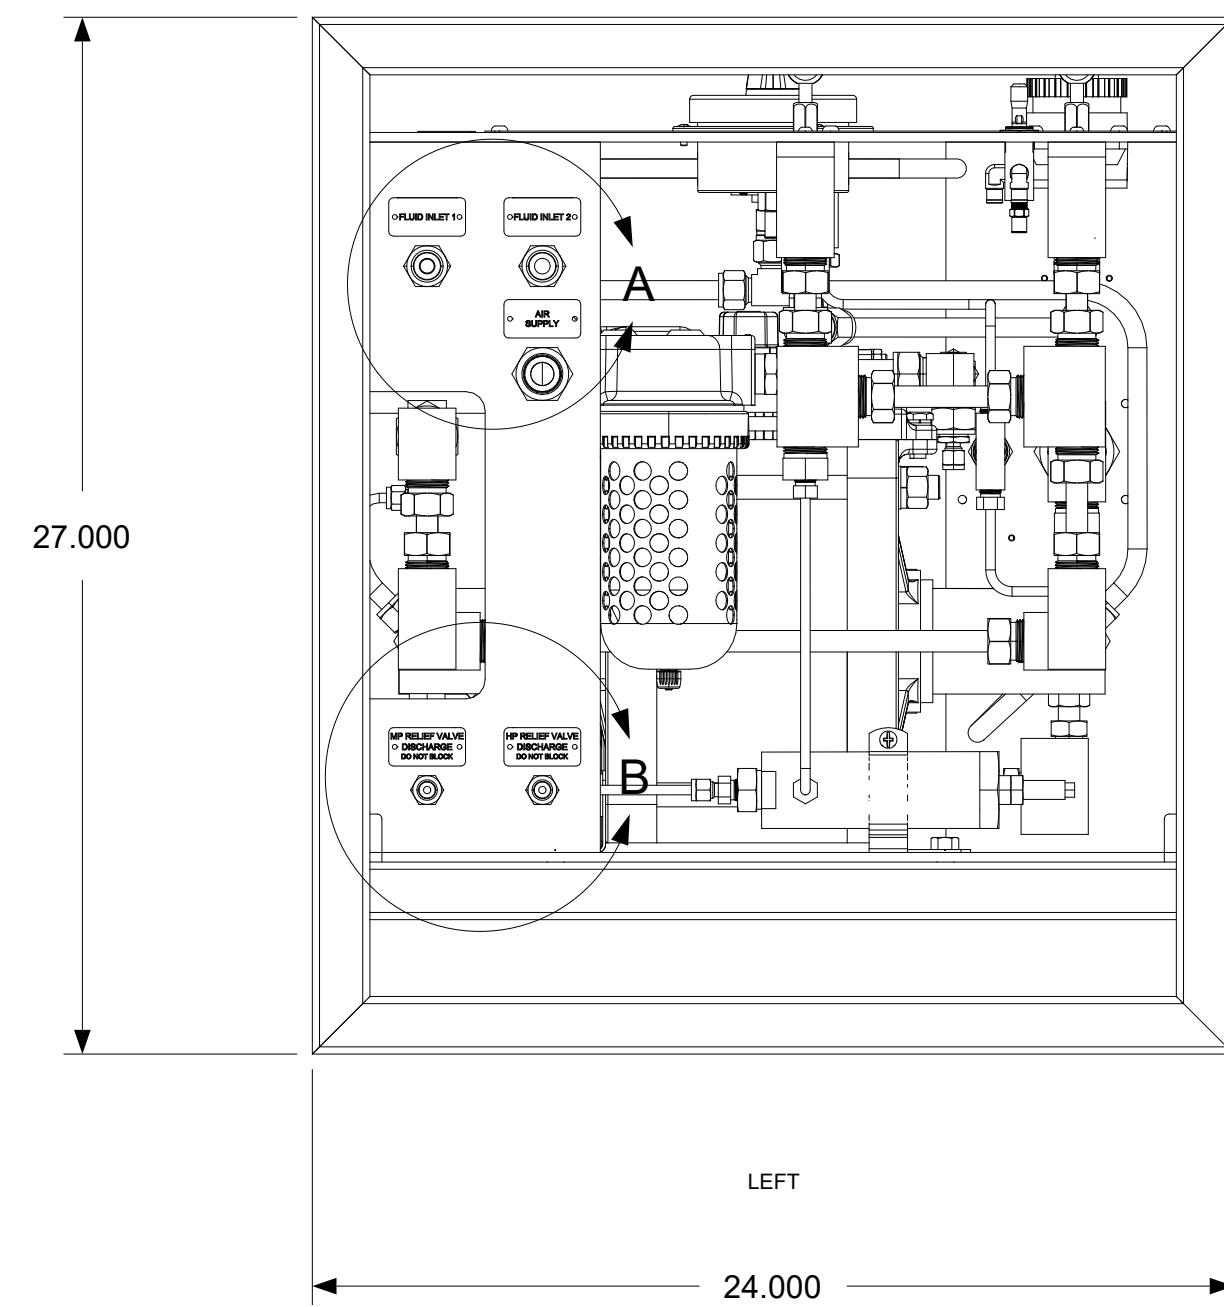 FLUID INLET 1
FLUID INLET 2
A
AIR
SUPPLY
27.000
MP RELIEF VALVE
DISCHARGE
DO NOT BLOCK
HP RELIEF VALVE
DISCHARGE
DO NOT BLOCK
B
LEFT
24.000